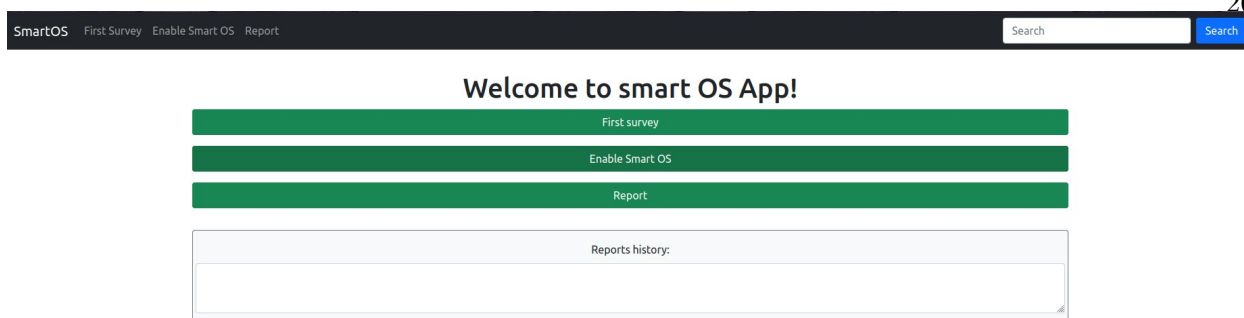 SmartOS First Survey Enable Smart OS Report Search Search
Welcome to smart OS App!
First survey
Enable Smart OS
Report
Reports history: